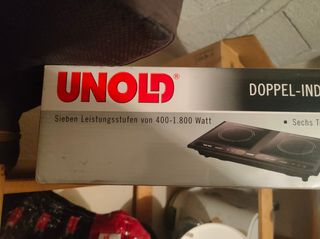 UNOLD®
DOPPEL-IND
Sieben Leistungsstufen von 400-1.800 Watt
• Sechs T